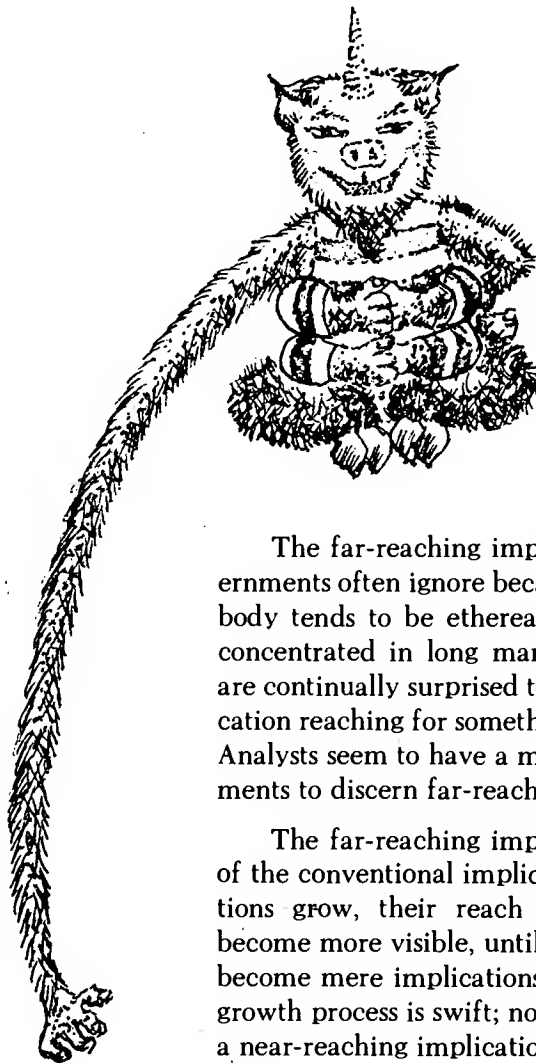 The far-reaching imp
ernments often ignore beca
body tends to be etherea
concentrated in long mar
are continually surprised t
cation reaching for someth
Analysts seem to have a m
ments to discern far-reach
The far-reaching imp
of the conventional implic
tions grow, their reach
become more visible, until
become mere implications
growth process is swift; no
a near-reaching implicatio